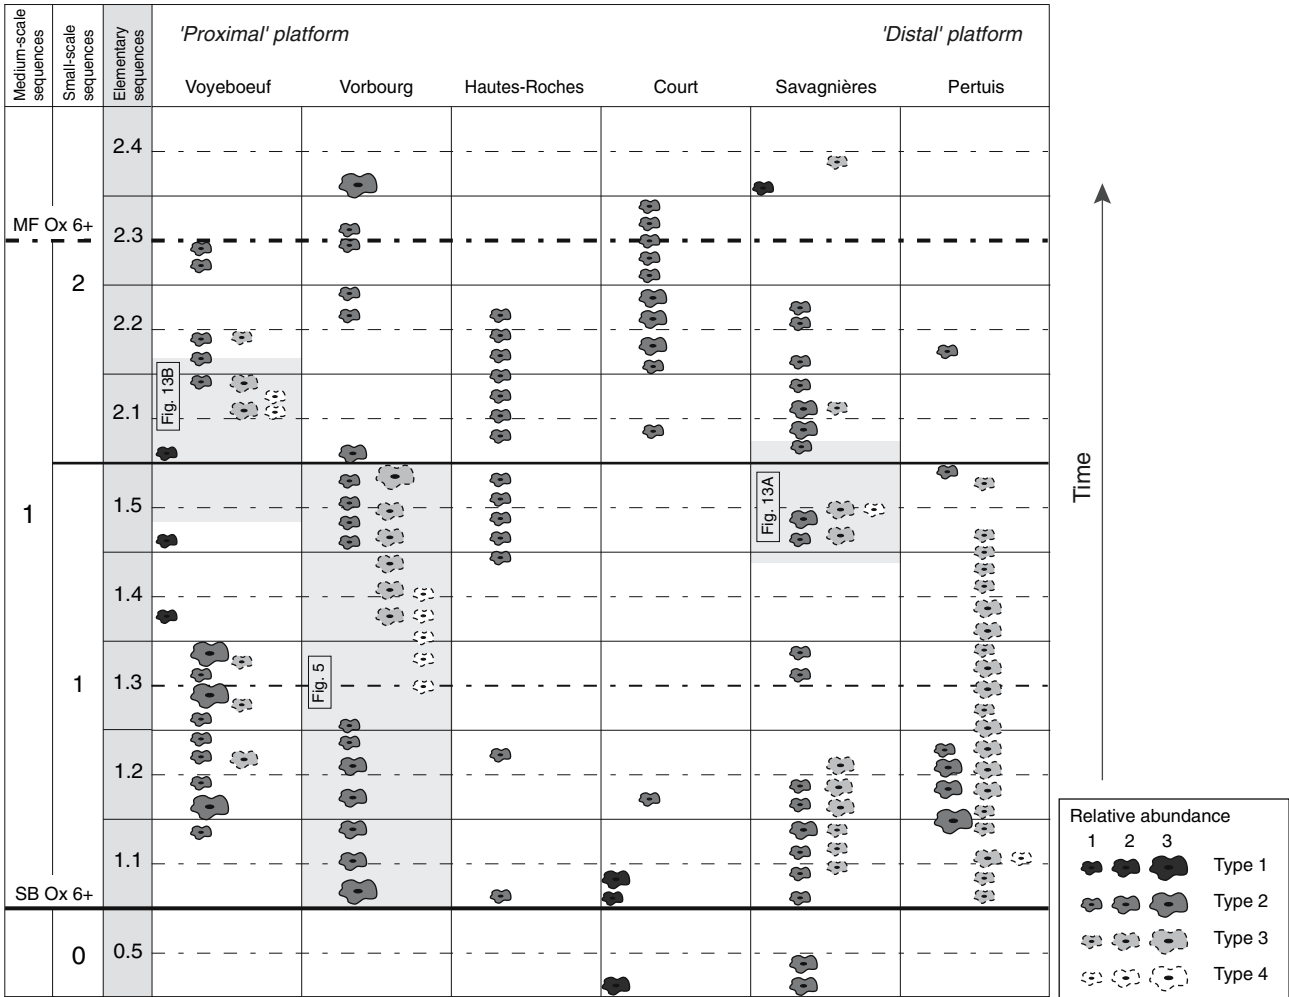 Medium-scale
sequences
Small-scale
sequences
Elementary
sequences
'Proximal' platform
'Distal' platform
Voyeboeuf
Vorbourg
Hautes-Roches
Court
Savagnières
Pertuis
2.4
MF Ox 6+
2.3
2
2.2
Fig. 13B
2.1
1
1.5
Fig. 13A
Time
1.4
1
1.3
Fig. 5
1.2
1.1
SB Ox 6+
0
0.5
Relative abundance
1 2 3
Type 1
Type 2
Type 3
Type 4